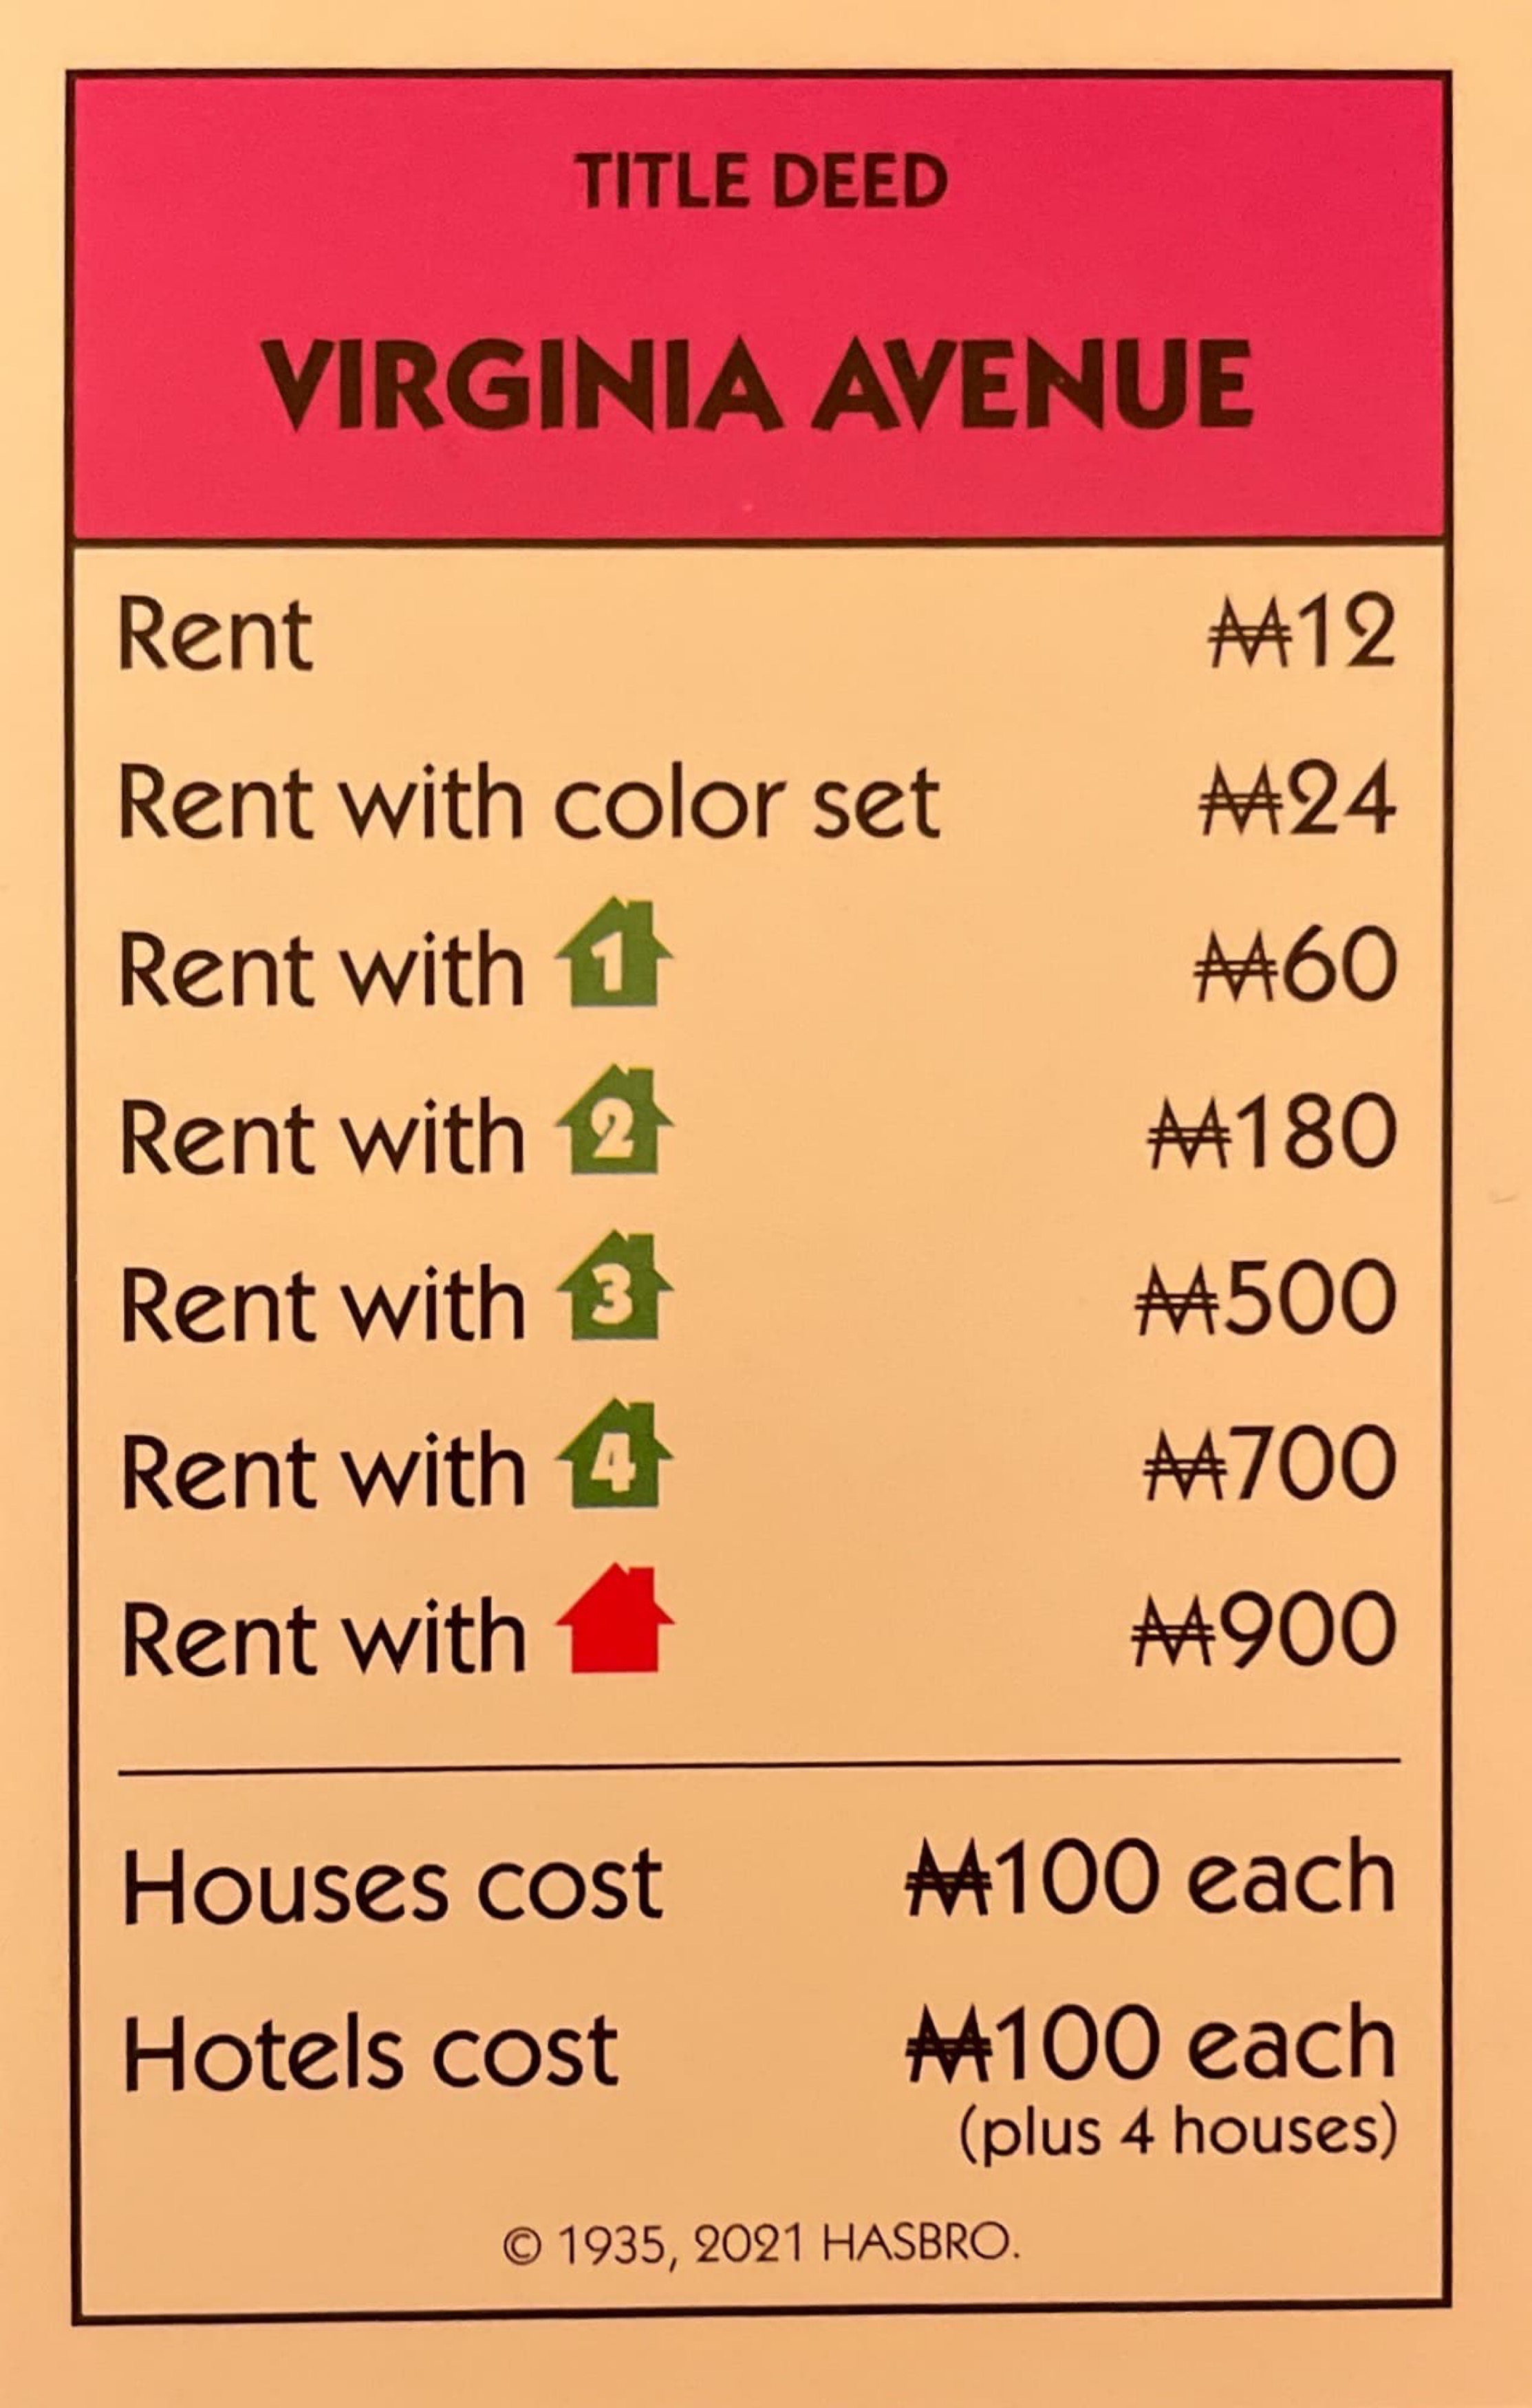 TITLE DEED
VIRGINIA AVENUE
Rent ₩12
Rent with color set ₩24
Rent with 1 ₩60
Rent with 2 ₩180
Rent with 3 ₩500
Rent with 4 ₩700
Rent with ₩900
Houses cost ₩100 each
Hotels cost ₩100 each
(plus 4 houses)
© 1935, 2021 HASBRO.